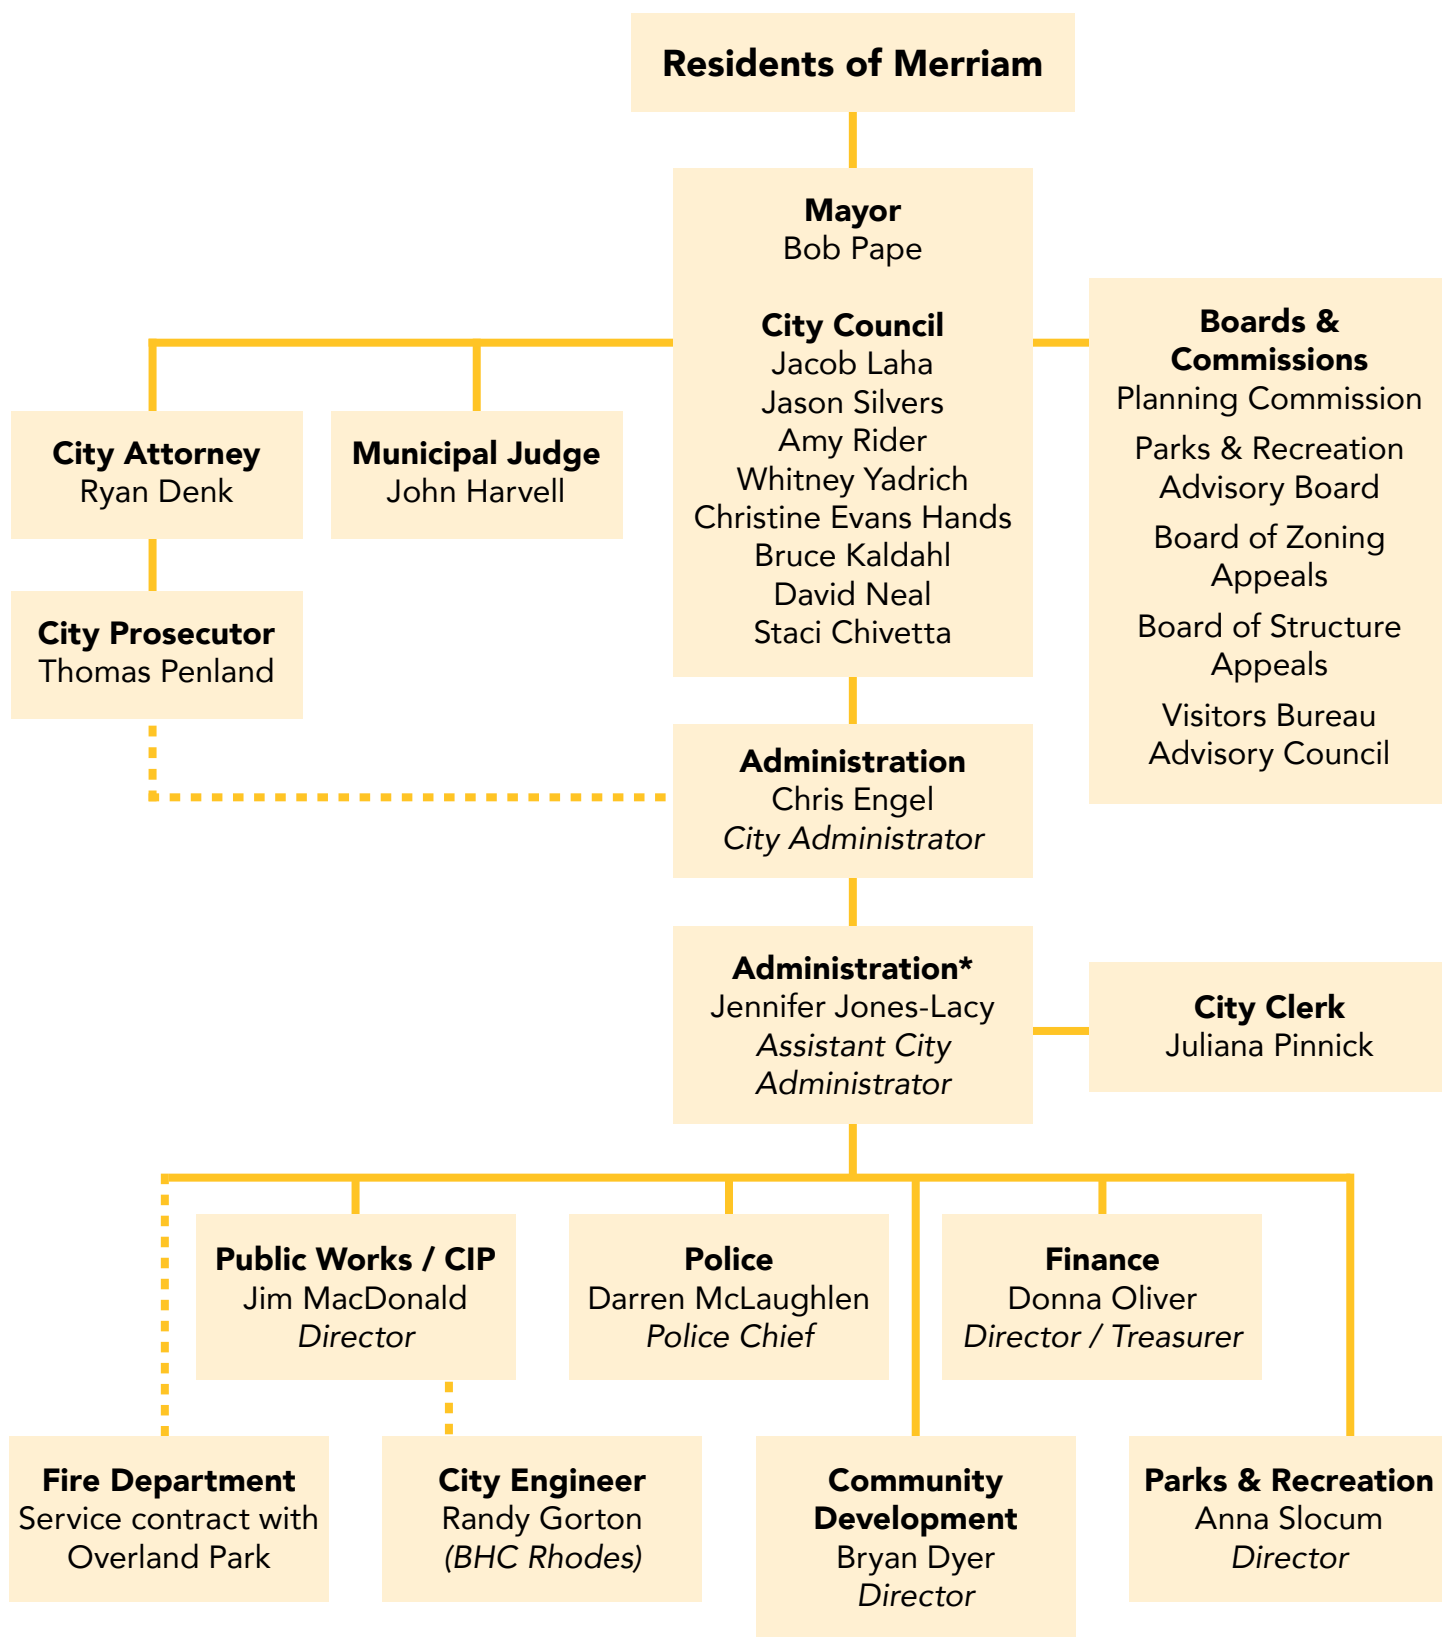 Residents of Merriam
Mayor
Bob Pape
City Council
Jacob Laha
Jason Silvers
Amy Rider
Whitney Yadrich
Christine Evans Hands
Bruce Kaldahl
David Neal
Staci Chivetta
Boards &
Commissions
Planning Commission
Parks & Recreation
Advisory Board
Board of Zoning
Appeals
Board of Structure
Appeals
Visitors Bureau
Advisory Council
City Attorney
Ryan Denk
Municipal Judge
John Harvell
City Prosecutor
Thomas Penland
Administration
Chris Engel
City Administrator
Administration*
Jennifer Jones-Lacy
Assistant City
Administrator
City Clerk
Juliana Pinnick
Public Works / CIP
Jim MacDonald
Director
Police
Darren McLaughlen
Police Chief
Finance
Donna Oliver
Director / Treasurer
Fire Department
Service contract with
Overland Park
City Engineer
Randy Gorton
(BHC Rhodes)
Community
Development
Bryan Dyer
Director
Parks & Recreation
Anna Slocum
Director